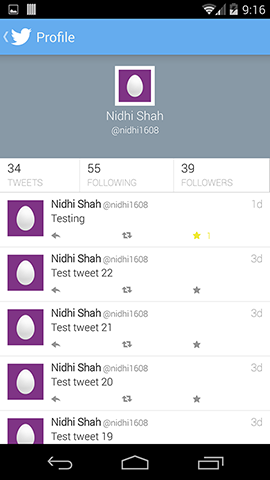 9:16
Profile
Nidhi Shah
@nidhi1608
34 55 39
TWEETS FOLLOWING FOLLOWERS
Nidhi Shah @nidhi1608 1d
Testing
1
Nidhi Shah @nidhi1608 3d
Test tweet 22
Nidhi Shah @nidhi1608 3d
Test tweet 21
Nidhi Shah @nidhi1608 3d
Test tweet 20
Nidhi Shah @nidhi1608 3d
Test tweet 19